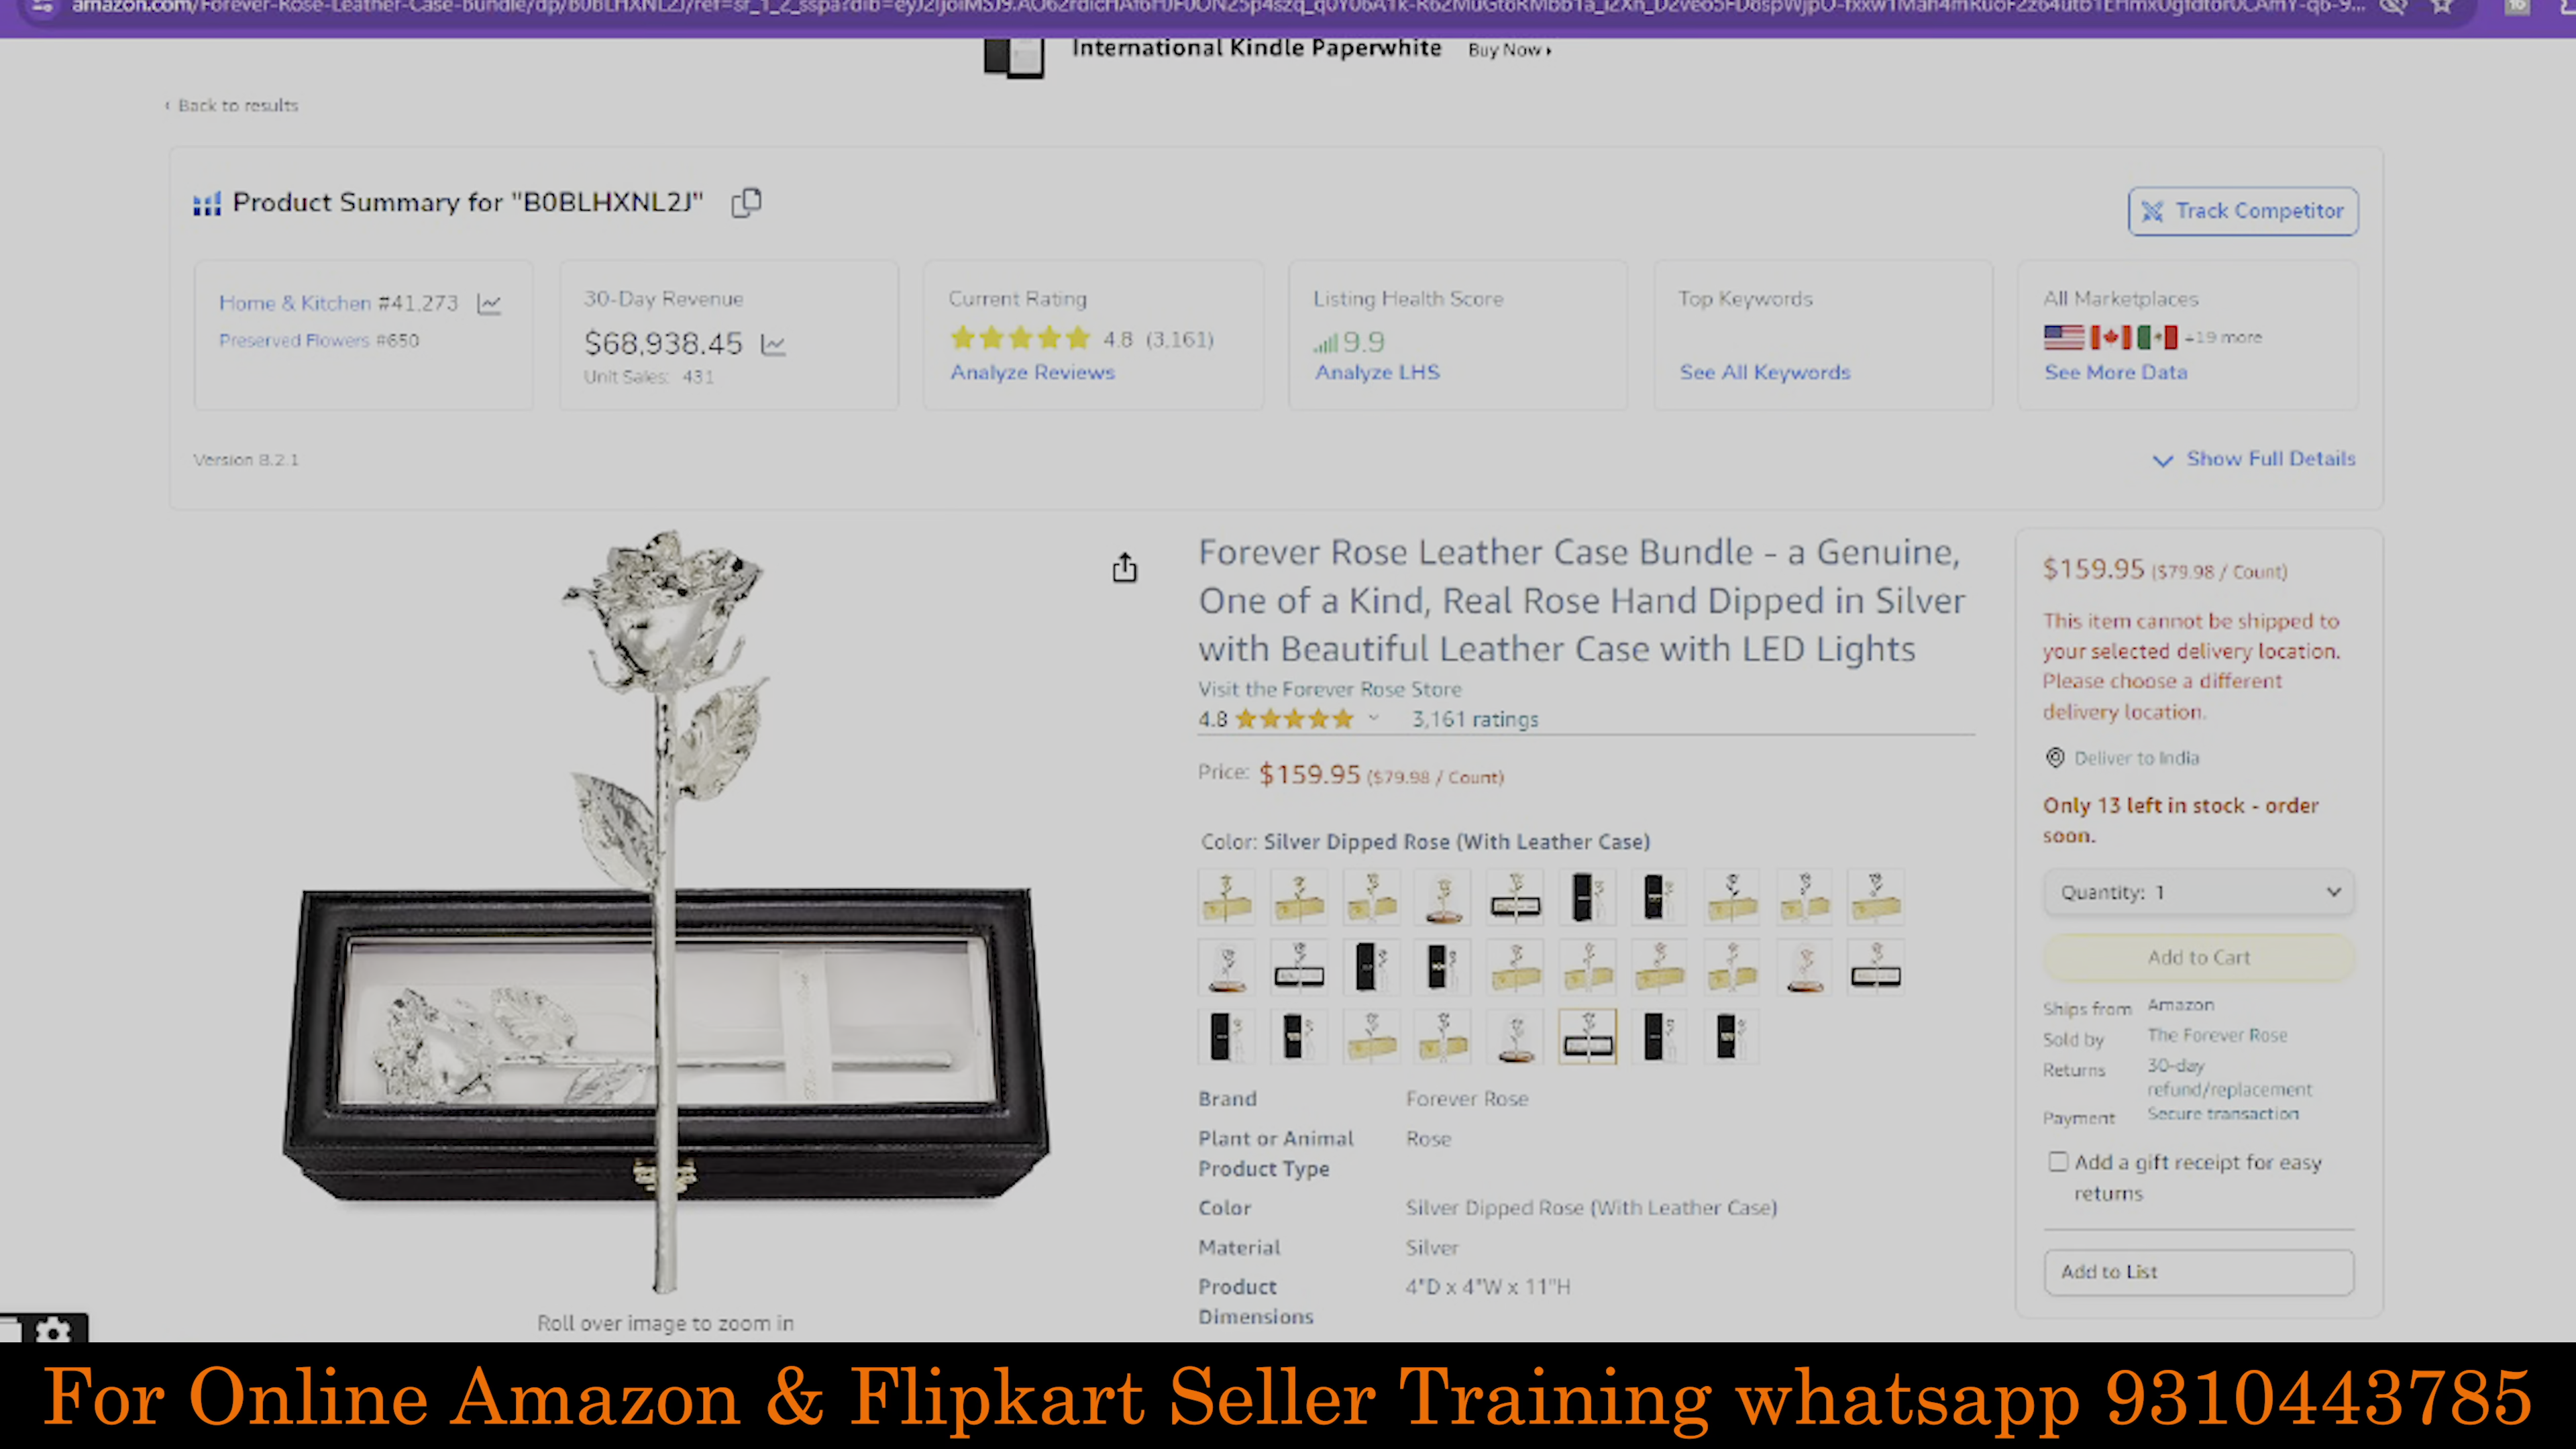 International Kindle Paperwhite Buy Now
‹ Back to results
Product Summary for "B0BLHXNL2J"
Track Competitor
Home & Kitchen #41,273
Preserved Flowers #650
30-Day Revenue
$68,938.45
Unit Sales: 431
Current Rating
4.8 (3,161)
Analyze Reviews
Listing Health Score
9.9
Analyze LHS
Top Keywords
See All Keywords
All Marketplaces
+19 more
See More Data
Version 8.2.1
Show Full Details
Forever Rose Leather Case Bundle - a Genuine,
One of a Kind, Real Rose Hand Dipped in Silver
with Beautiful Leather Case with LED Lights
Visit the Forever Rose Store
4.8 3,161 ratings
Price: $159.95 ($79.98 / Count)
Color: Silver Dipped Rose (With Leather Case)
Brand Forever Rose
Plant or Animal Rose
Product Type
Color Silver Dipped Rose (With Leather Case)
Material Silver
Product 4"D x 4"W x 11"H
Dimensions
Roll over image to zoom in
$159.95 ($79.98 / Count)
This item cannot be shipped to
your selected delivery location.
Please choose a different
delivery location.
Deliver to India
Only 13 left in stock - order
soon.
Quantity: 1
Add to Cart
Ships from Amazon
Sold by The Forever Rose
Returns 30-day
refund/replacement
Payment Secure transaction
Add a gift receipt for easy
returns
Add to List
For Online Amazon & Flipkart Seller Training whatsapp 9310443785